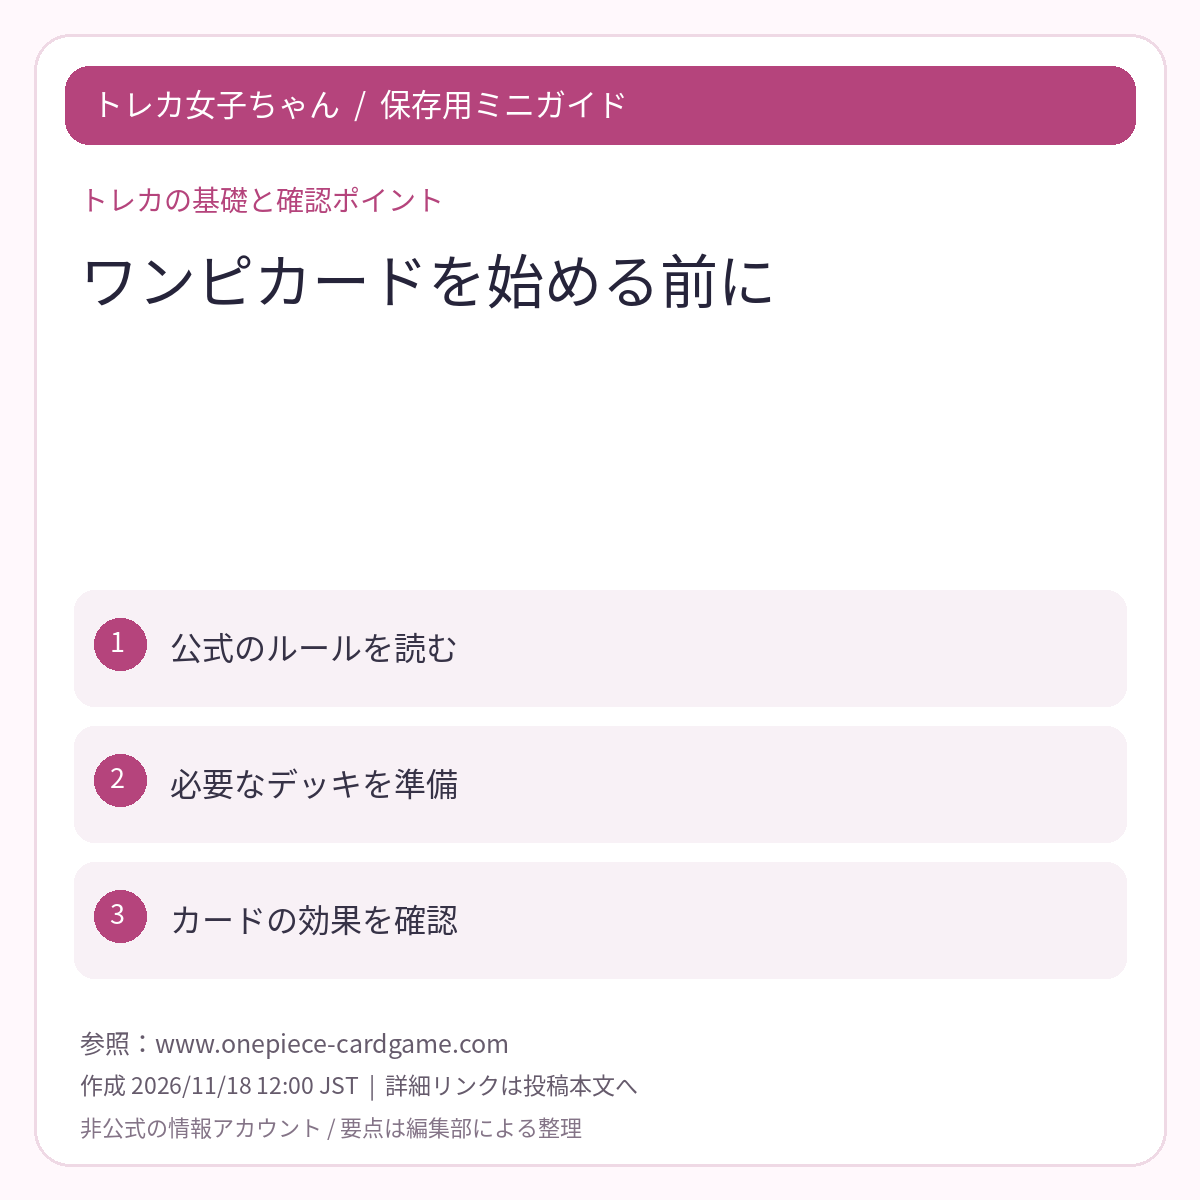 トレカ女子ちゃん / 保存用ミニガイド
トレカの基礎と確認ポイント
ワンピカードを始める前に
1 公式のルールを読む
2 必要なデッキを準備
3 カードの効果を確認
参照：www.onepiece-cardgame.com
作成 2026/11/18 12:00 JST｜詳細リンクは投稿本文へ
非公式の情報アカウント / 要点は編集部による整理